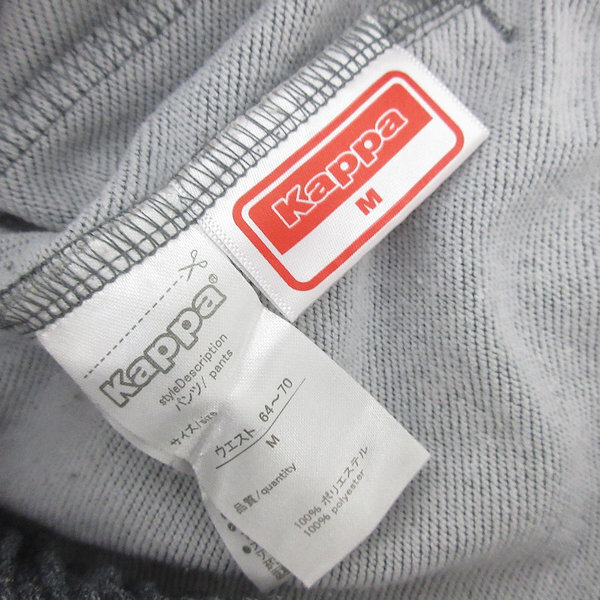 Kappa
M
Kappa®
styleDescription
パンツ/ pants
サイズ/size
ウエスト 64～70
M
品質/quantity
100% ポリエステル
100% polyester